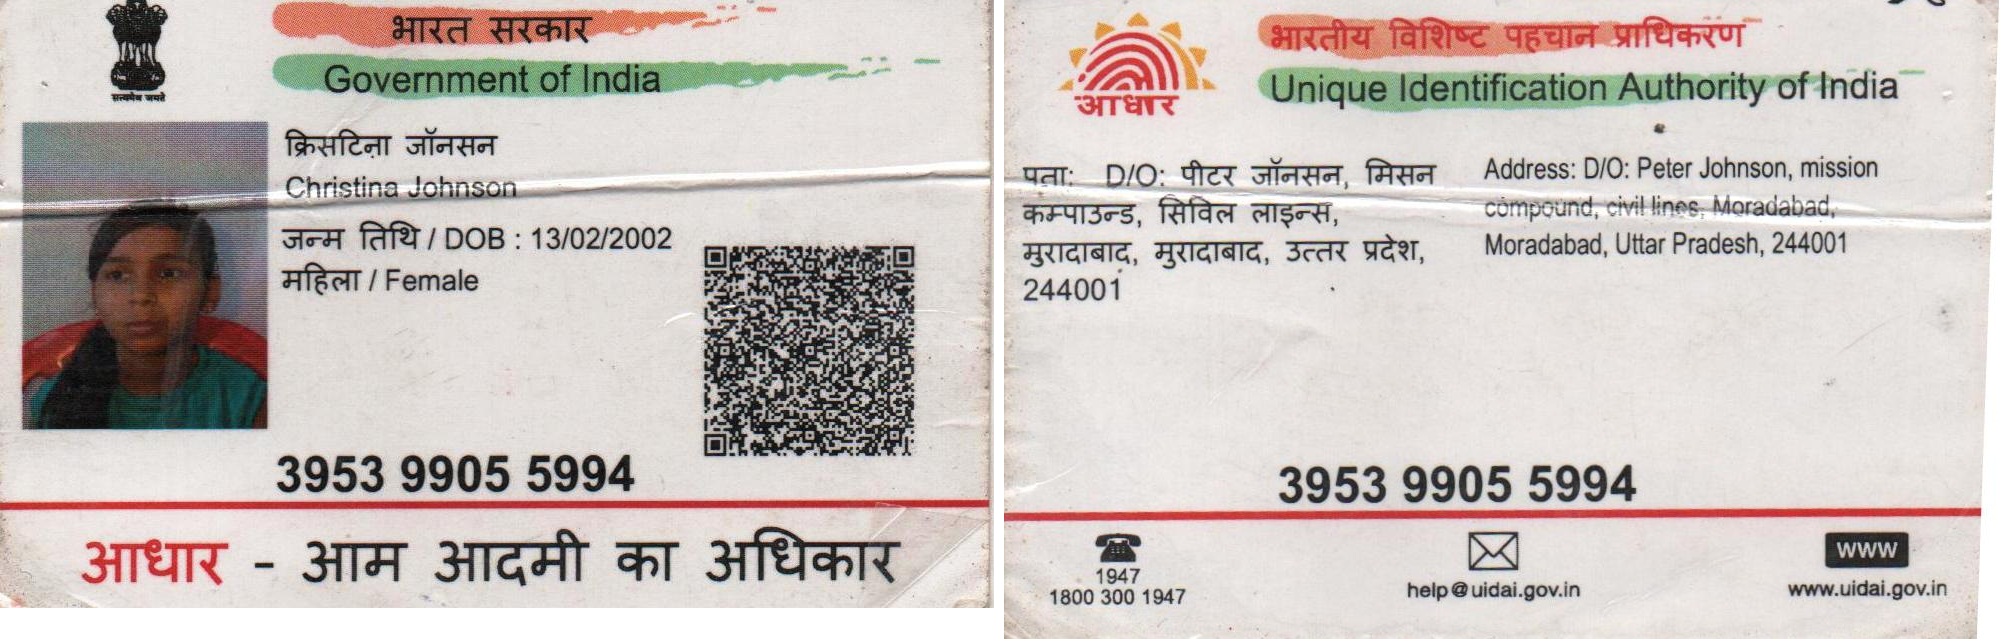 सत्यमेव जयते
भारत सरकार
Government of India
क्रिसटिना जॉनसन
Christina Johnson
जन्म तिथि / DOB : 13/02/2002
महिला / Female
3953 9905 5994
आधार - आम आदमी का अधिकार
आधार
भारतीय विशिष्ट पहचान प्राधिकरण
Unique Identification Authority of India
पता: D/O: पीटर जॉनसन, मिसन
कम्पाउन्ड, सिविल लाइन्स,
मुरादाबाद, मुरादाबाद, उत्तर प्रदेश,
244001
Address: D/O: Peter Johnson, mission
compound, civil lines, Moradabad,
Moradabad, Uttar Pradesh, 244001
3953 9905 5994
1947
1800 300 1947
help@uidai.gov.in
www
www.uidai.gov.in